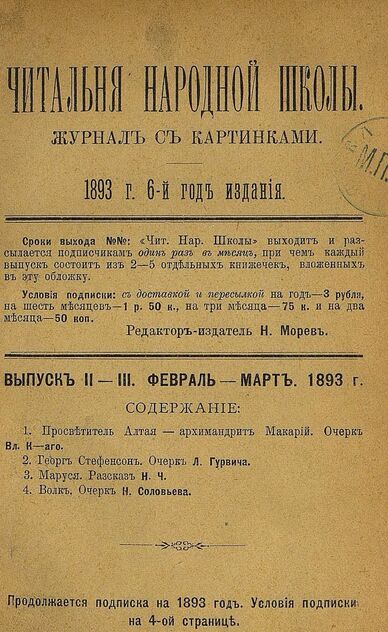 ЧИТАЛЬНЯ НАРОДНОЙ ШКОЛЫ.
ЖУРНАЛЪ СЪ КАРТИНКАМИ.
1893 г. 6-й годъ изданія.
М.П.
Сроки выхода №№: «Чит. Нар. Школы» выходитъ и раз-
сылается подписчикамъ одинъ разъ въ мѣсяцъ, при чемъ каждый
выпускъ состоитъ изъ 2—5 отдѣльныхъ книжечекъ, вложенныхъ
въ эту обложку.
Условія подписки: съ доставкой и пересылкой на годъ—3 рубля,
на шесть мѣсяцевъ—1 р. 50 к., на три мѣсяца—75 к. и на два
мѣсяца—50 коп.
Редакторъ-издатель Н. Моревъ.
ВЫПУСКЪ II—III. ФЕВРАЛЬ—МАРТЪ. 1893 г.
СОДЕРЖАНІЕ:
1. Просвѣтитель Алтая — архимандритъ Макарій. Очеркъ
Вл. К—аго.
2. Георгъ Стефенсонъ. Очеркъ Л. Гурвича.
3. Маруся. Разсказъ Н. Ч.
4. Волкъ. Очеркъ Н. Соловьева.
Продолжается подписка на 1893 годъ. Условія подписки
на 4-ой страницѣ.